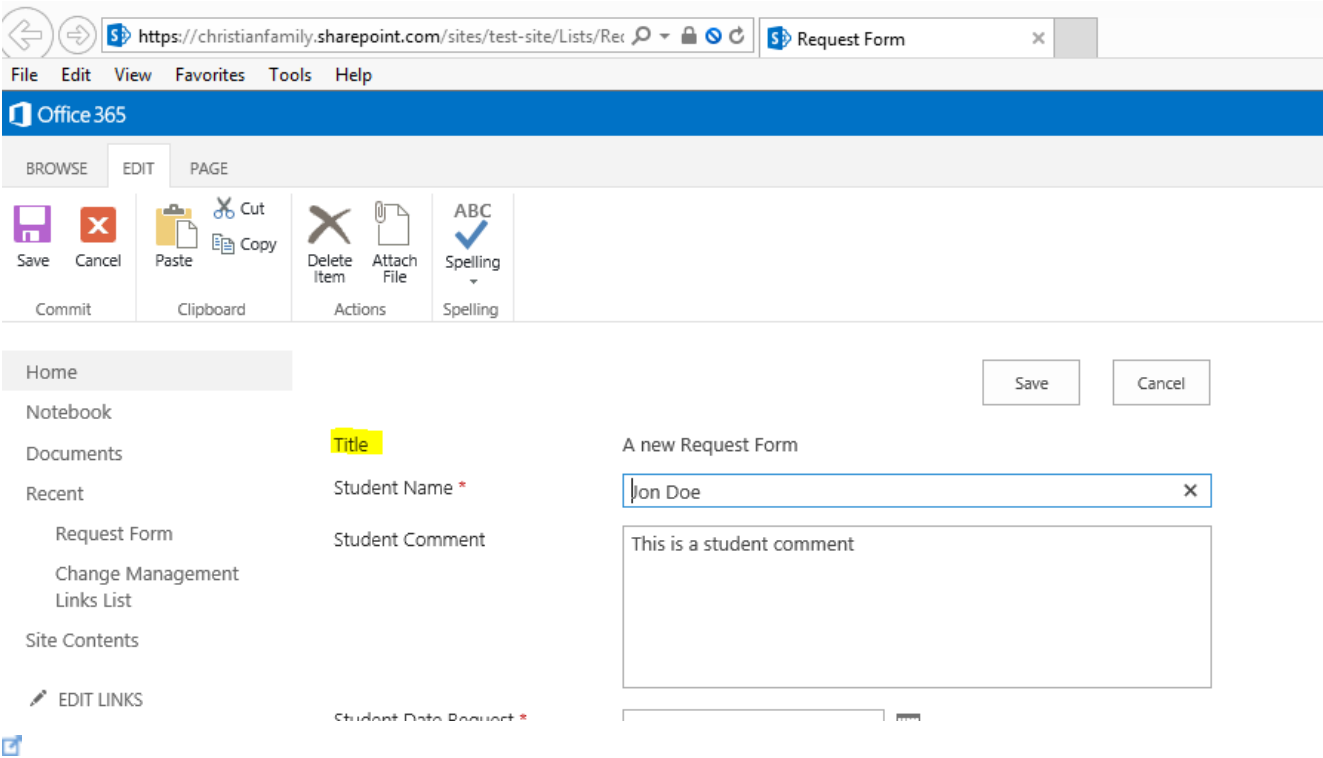 https://christianfamily.sharepoint.com/sites/test-site/Lists/Rec
Request Form
File Edit View Favorites Tools Help
Office 365
BROWSE EDIT PAGE
Save Cancel Paste Cut Copy Delete Item Attach File ABC Spelling
Commit Clipboard Actions Spelling
Home
Save Cancel
Notebook
Title A new Request Form
Documents
Student Name * Jon Doe
Recent
Request Form
Student Comment This is a student comment
Change Management
Links List
Site Contents
EDIT LINKS
Student Date Request *